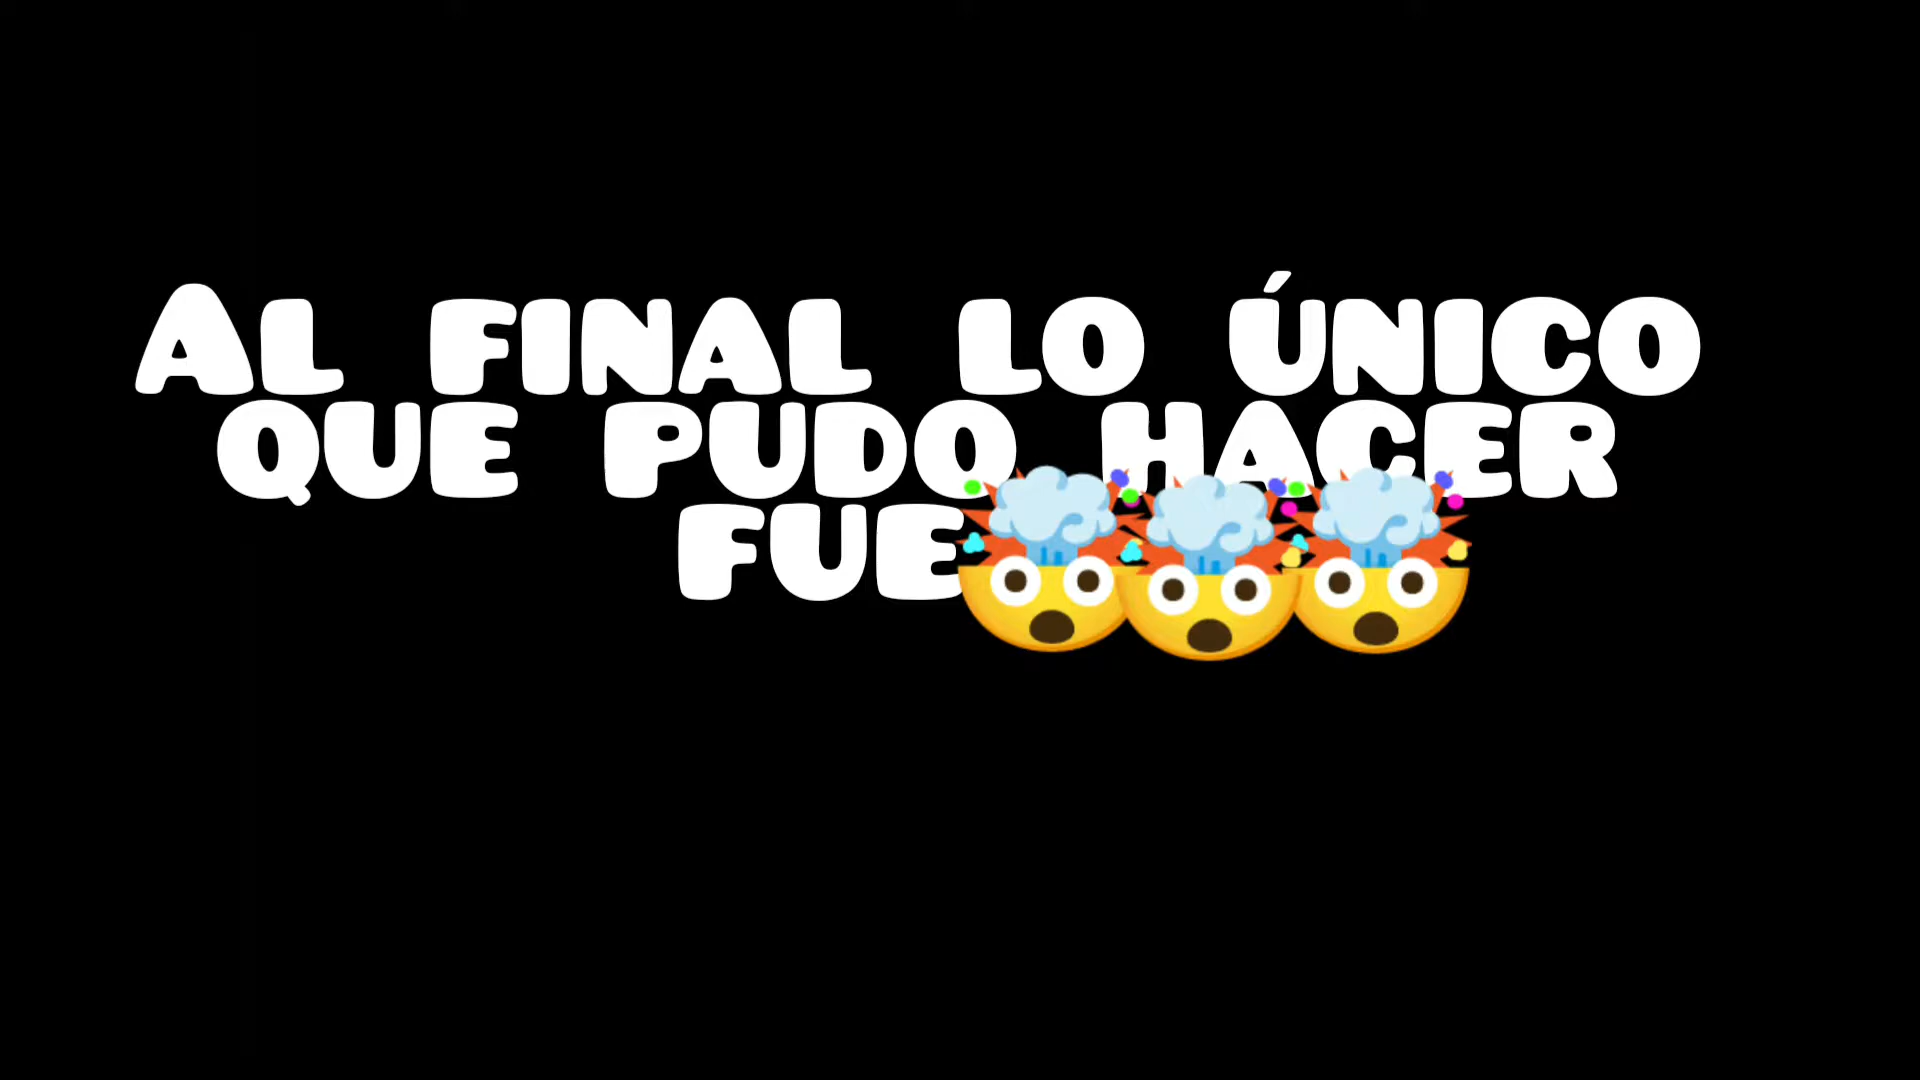 Al final lo único
que pudo hacer
fue🤯🤯🤯